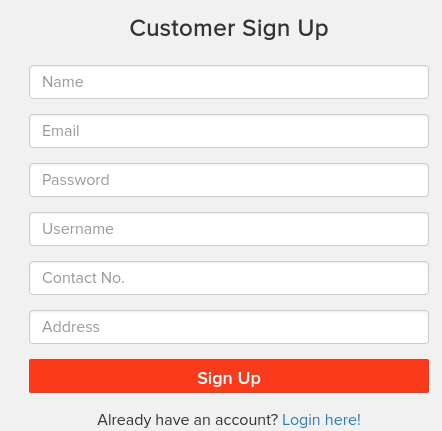 Customer Sign Up
Name
Email
Password
Username
Contact No.
Address
Sign Up
Already have an account? Login here!